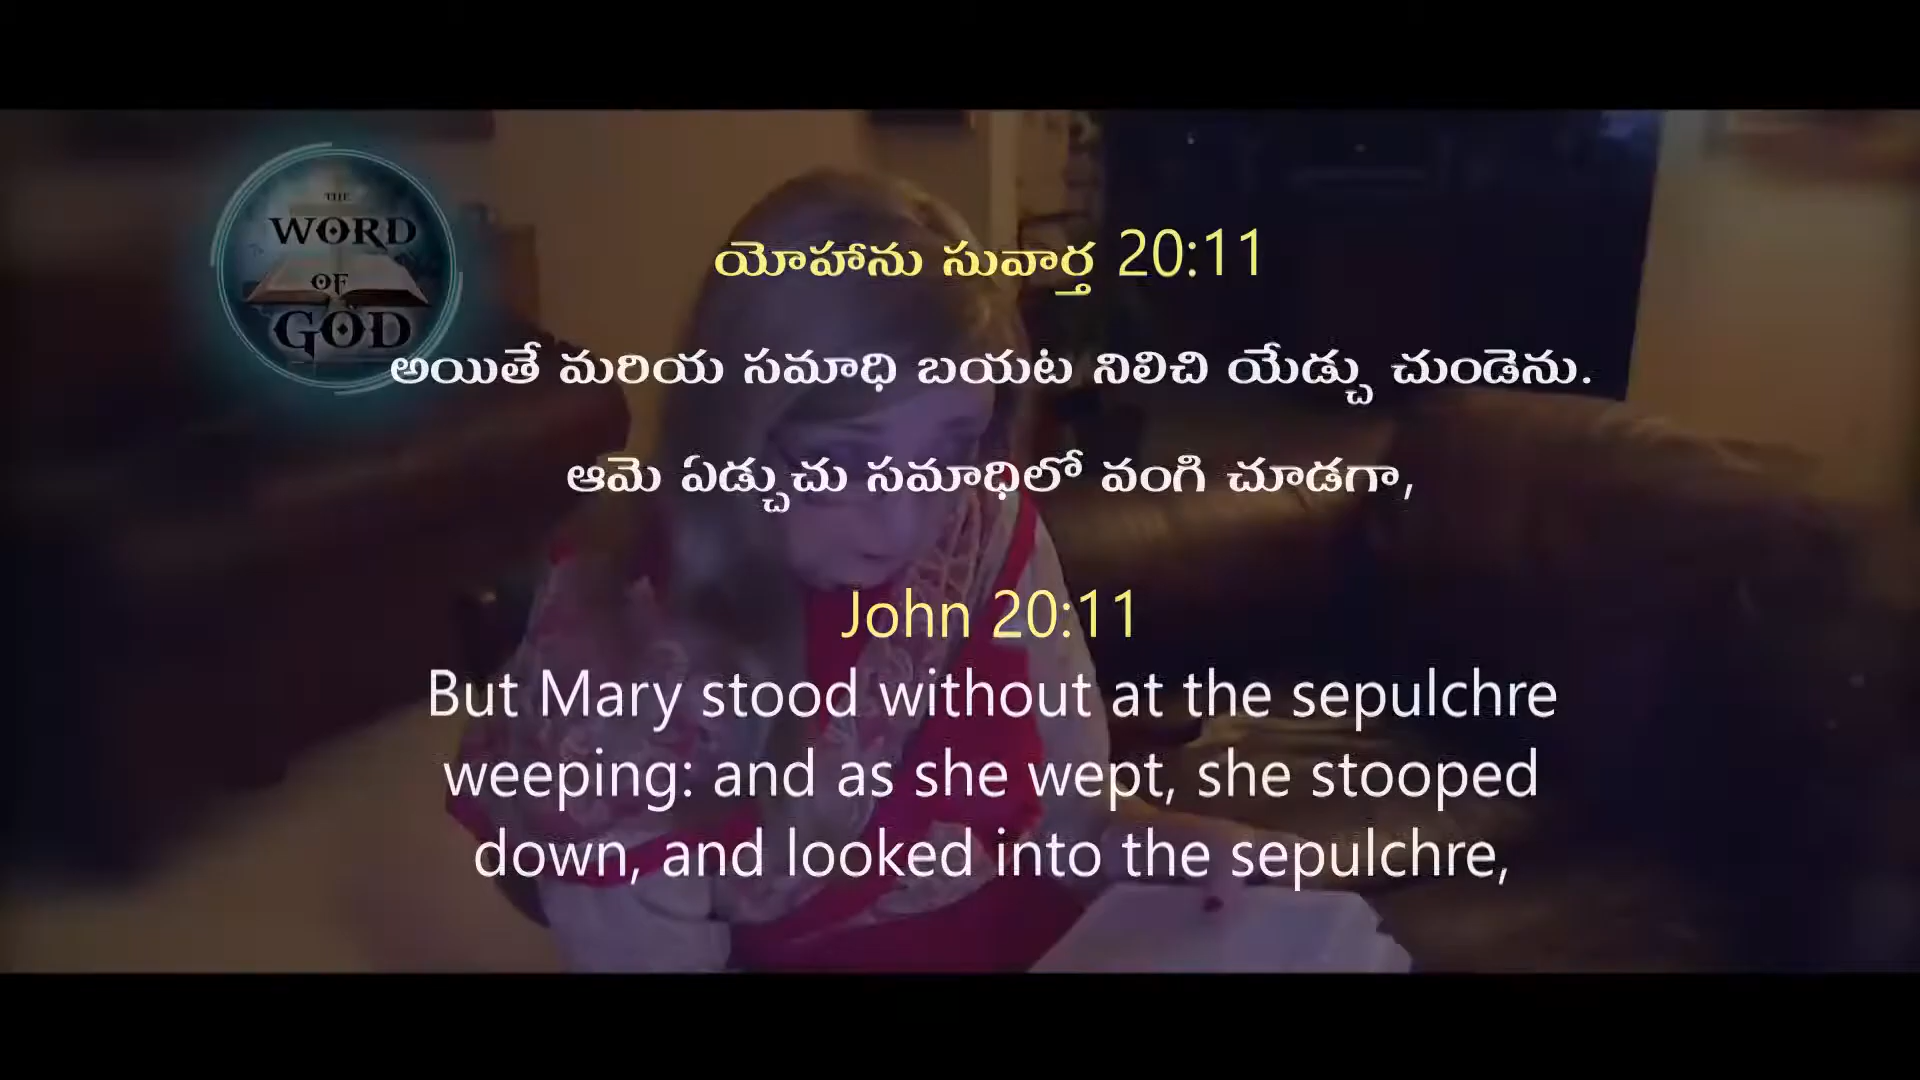 THE
WORD
OF
GOD
యోహాను సువార్త 20:11
అయితే మరియ సమాధి బయట నిలిచి యేడ్చు చుండెను.
ఆమె ఏడ్చుచు సమాధిలో వంగి చూడగా,
John 20:11
But Mary stood without at the sepulchre
weeping: and as she wept, she stooped
down, and looked into the sepulchre,